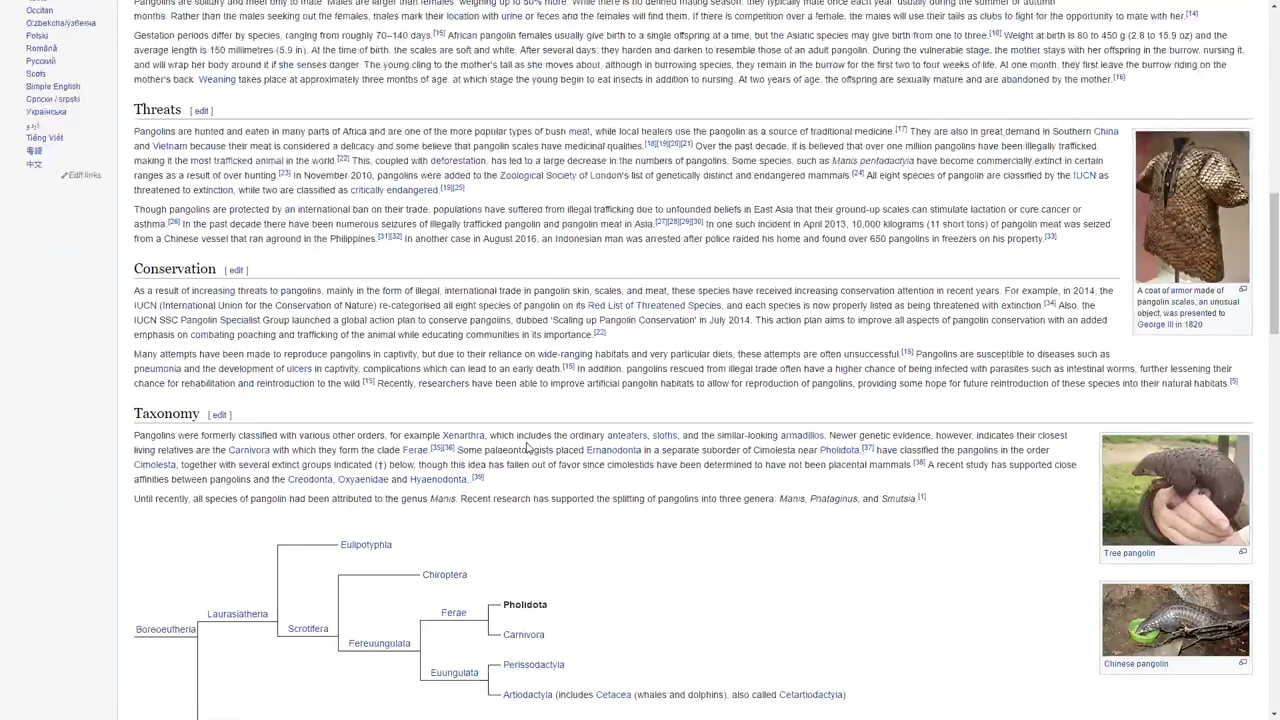 Occitan
Oʻzbekcha/ўзбекча
Polski
Română
Русский
Scots
Simple English
Српски / srpski
Українська
اردو
Tiếng Việt
粵語
中文
Edit links
months. Rather than the males seeking out the females, males mark their location with urine or feces and the females will find them. If there is competition over a female, the males will use their tails as clubs to fight for the opportunity to mate with her.[14]
Gestation periods differ by species, ranging from roughly 70–140 days.[15] African pangolin females usually give birth to a single offspring at a time, but the Asiatic species may give birth from one to three.[10] Weight at birth is 80 to 450 g (2.8 to 15.9 oz) and the
average length is 150 millimetres (5.9 in). At the time of birth, the scales are soft and white. After several days, they harden and darken to resemble those of an adult pangolin. During the vulnerable stage, the mother stays with her offspring in the burrow, nursing it,
and will wrap her body around it if she senses danger. The young cling to the mother's tail as she moves about, although in burrowing species, they remain in the burrow for the first two to four weeks of life. At one month, they first leave the burrow riding on the
mother's back. Weaning takes place at approximately three months of age, at which stage the young begin to eat insects in addition to nursing. At two years of age, the offspring are sexually mature and are abandoned by the mother.[16]
Threats [ edit ]
Pangolins are hunted and eaten in many parts of Africa and are one of the more popular types of bush meat, while local healers use the pangolin as a source of traditional medicine.[17] They are also in great demand in Southern China
and Vietnam because their meat is considered a delicacy and some believe that pangolin scales have medicinal qualities.[18][19][20][21] Over the past decade, it is believed that over one million pangolins have been illegally trafficked,
making it the most trafficked animal in the world.[22] This, coupled with deforestation, has led to a large decrease in the numbers of pangolins. Some species, such as Manis pentadactyla have become commercially extinct in certain
ranges as a result of over hunting.[23] In November 2010, pangolins were added to the Zoological Society of London's list of genetically distinct and endangered mammals.[24] All eight species of pangolin are classified by the IUCN as
threatened to extinction, while two are classified as critically endangered.[19][25]
Though pangolins are protected by an international ban on their trade, populations have suffered from illegal trafficking due to unfounded beliefs in East Asia that their ground-up scales can stimulate lactation or cure cancer or
asthma.[26] In the past decade there have been numerous seizures of illegally trafficked pangolin and pangolin meat in Asia.[27][28][29][30] In one such incident in April 2013, 10,000 kilograms (11 short tons) of pangolin meat was seized
from a Chinese vessel that ran aground in the Philippines.[31][32] In another case in August 2016, an Indonesian man was arrested after police raided his home and found over 650 pangolins in freezers on his property.[33]
A coat of armor made of
pangolin scales, an unusual
object, was presented to
George III in 1820
Conservation [ edit ]
As a result of increasing threats to pangolins, mainly in the form of illegal, international trade in pangolin skin, scales, and meat, these species have received increasing conservation attention in recent years. For example, in 2014, the
IUCN (International Union for the Conservation of Nature) re-categorised all eight species of pangolin on its Red List of Threatened Species, and each species is now properly listed as being threatened with extinction.[34] Also, the
IUCN SSC Pangolin Specialist Group launched a global action plan to conserve pangolins, dubbed 'Scaling up Pangolin Conservation' in July 2014. This action plan aims to improve all aspects of pangolin conservation with an added
emphasis on combating poaching and trafficking of the animal while educating communities in its importance.[22]
Many attempts have been made to reproduce pangolins in captivity, but due to their reliance on wide-ranging habitats and very particular diets, these attempts are often unsuccessful.[15] Pangolins are susceptible to diseases such as
pneumonia and the development of ulcers in captivity, complications which can lead to an early death.[15] In addition, pangolins rescued from illegal trade often have a higher chance of being infected with parasites such as intestinal worms, further lessening their
chance for rehabilitation and reintroduction to the wild.[15] Recently, researchers have been able to improve artificial pangolin habitats to allow for reproduction of pangolins, providing some hope for future reintroduction of these species into their natural habitats.[5]
Taxonomy [ edit ]
Pangolins were formerly classified with various other orders, for example Xenarthra, which includes the ordinary anteaters, sloths, and the similar-looking armadillos. Newer genetic evidence, however, indicates their closest
living relatives are the Carnivora with which they form the clade Ferae.[35][36] Some palaeontologists placed Ernanodonta in a separate suborder of Cimolesta near Pholidota.[37] have classified the pangolins in the order
Cimolesta, together with several extinct groups indicated (†) below, though this idea has fallen out of favor since cimolestids have been determined to have not been placental mammals.[38] A recent study has supported close
affinities between pangolins and the Creodonta, Oxyaenidae and Hyaenodonta,.[39]
Until recently, all species of pangolin had been attributed to the genus Manis. Recent research has supported the splitting of pangolins into three genera: Manis, Phataginus, and Smutsia.[1]
Tree pangolin
Chinese pangolin
Eulipotyphla
Chiroptera
Pholidota
Laurasiatheria
Ferae
Boreoeutheria
Scrotifera
Carnivora
Fereuungulata
Perissodactyla
Euungulata
Artiodactyla (includes Cetacea (whales and dolphins), also called Cetartiodactyla)